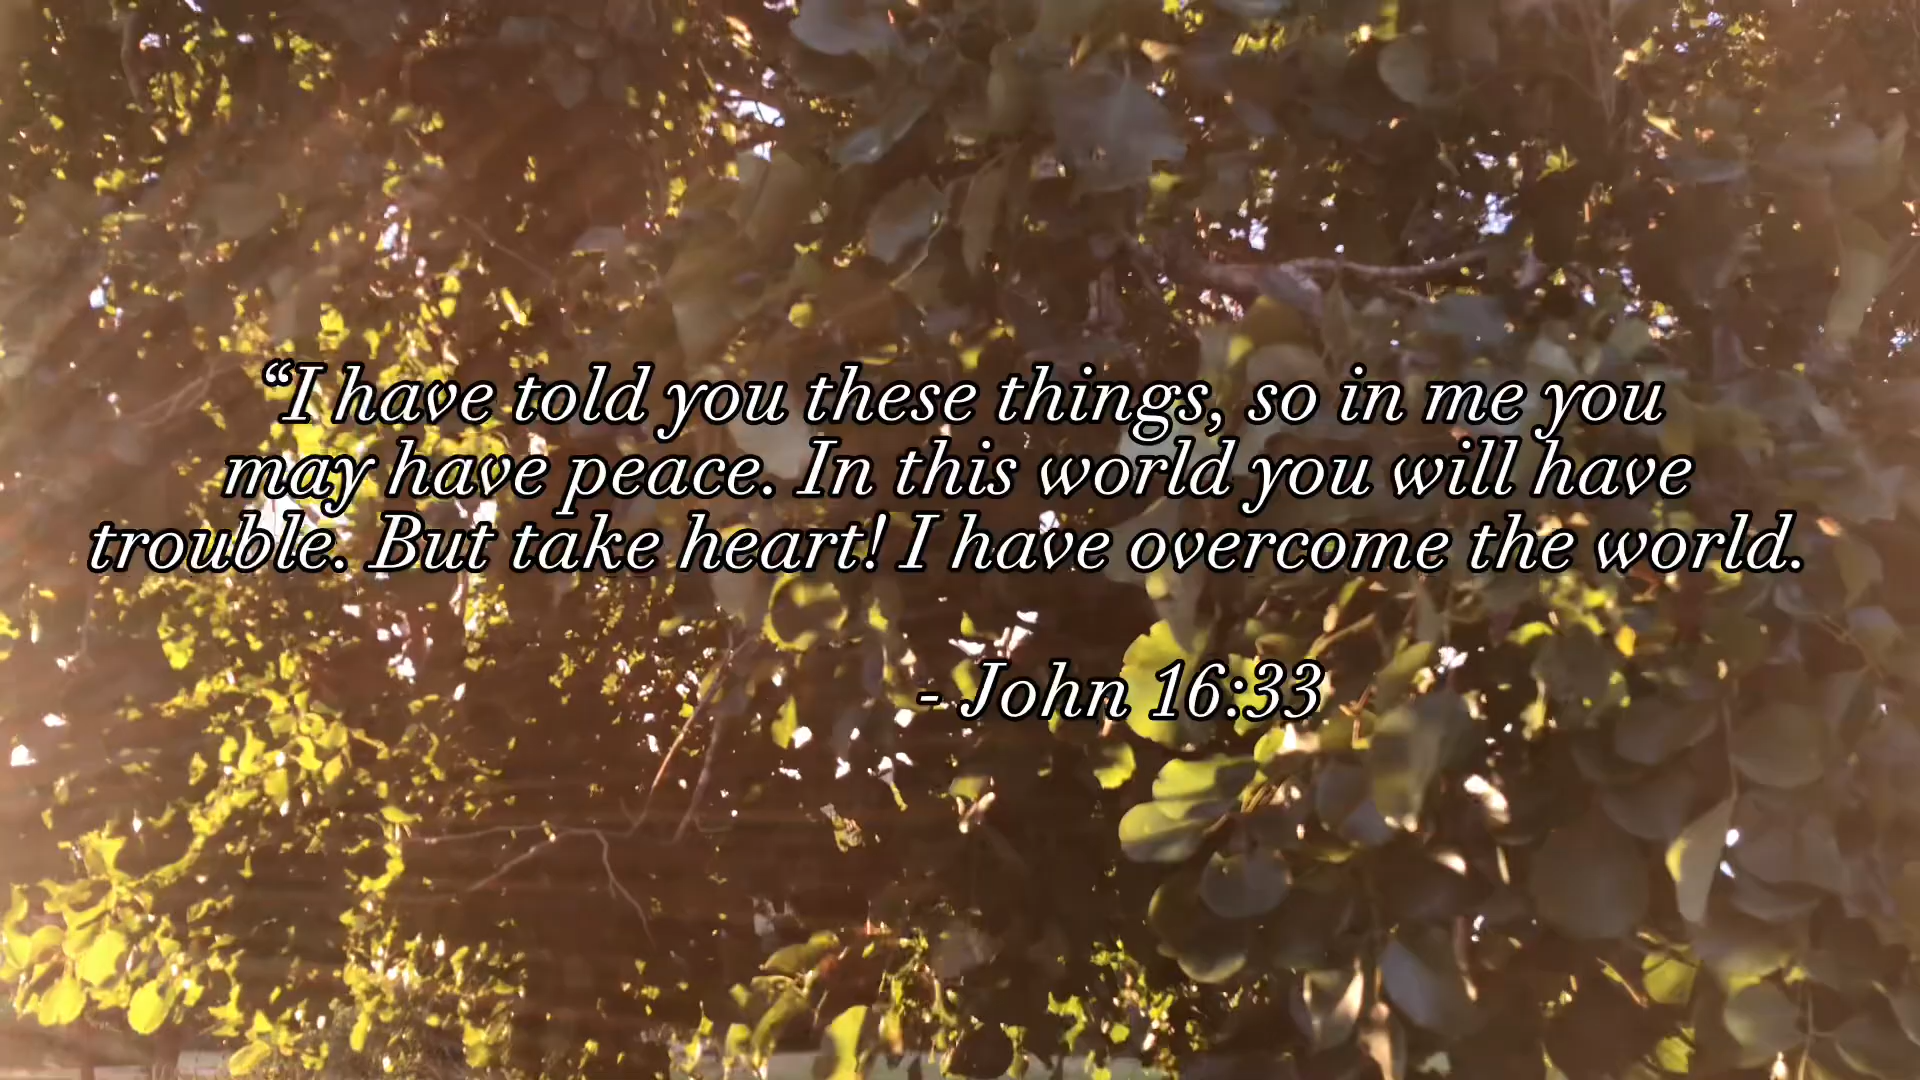 “I have told you these things, so in me you
may have peace. In this world you will have
trouble. But take heart! I have overcome the world.
- John 16:33